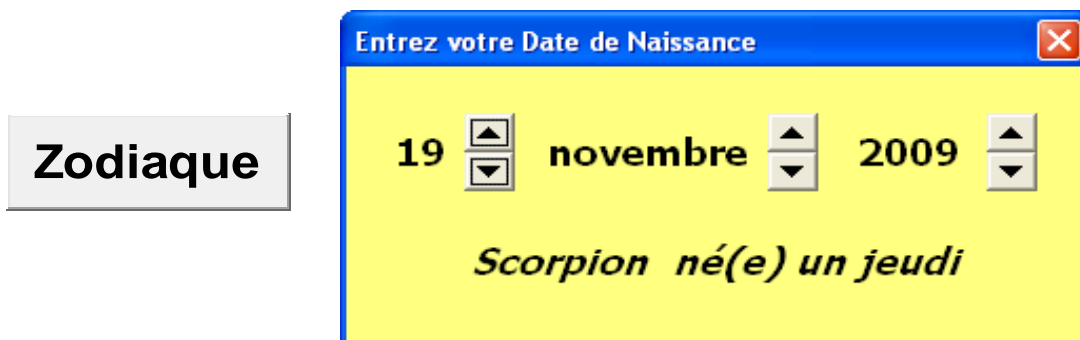 Entrez votre Date de Naissance
Zodiaque
19 novembre 2009
Scorpion né(e) un jeudi